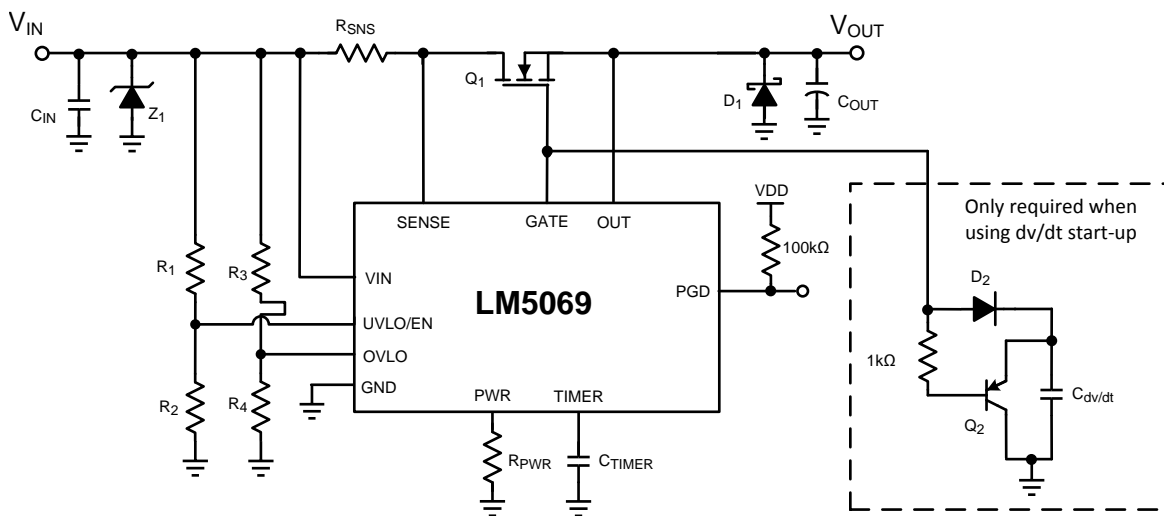 VIN
RSNS
VOUT
Q1
CIN
Z1
D1
COUT
SENSE
GATE
OUT
VDD
100kΩ
Only required when
using dv/dt start-up
R1
R3
VIN
LM5069
PGD
D2
UVLO/EN
OVLO
1kΩ
GND
R2
R4
PWR
TIMER
Q2
Cdv/dt
RPWR
CTIMER